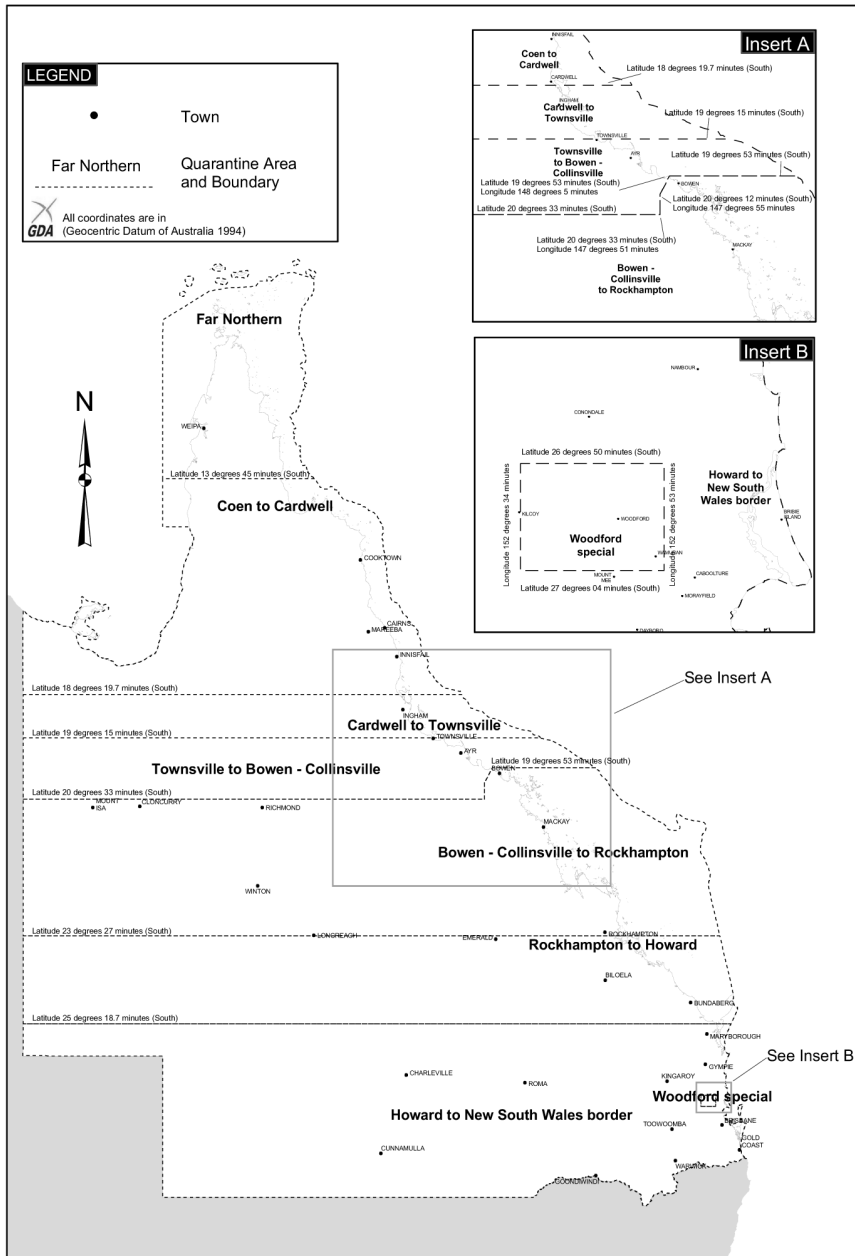 LEGEND
Town
Far Northern
Quarantine Area
and Boundary
GDA
All coordinates are in
(Geocentric Datum of Australia 1994)
Insert A
INNISFAIL
Coen to
Cardwell
Latitude 18 degrees 19.7 minutes (South)
CARDWELL
INGHAM
Cardwell to
Townsville
Latitude 19 degrees 15 minutes (South)
TOWNSVILLE
AYR
Townsville
to Bowen -
Collinsville
Latitude 19 degrees 53 minutes (South)
Latitude 19 degrees 53 minutes (South)
Longitude 148 degrees 5 minutes
BOWEN
Latitude 20 degrees 12 minutes (South)
Longitude 147 degrees 55 minutes
Latitude 20 degrees 33 minutes (South)
Latitude 20 degrees 33 minutes (South)
Longitude 147 degrees 51 minutes
MACKAY
Bowen -
Collinsville
to Rockhampton
Insert B
NAMBOUR
CONONDALE
Latitude 26 degrees 50 minutes (South)
Longitude 152 degrees 34 minutes
Longitude 152 degrees 53 minutes
Howard to
New South
Wales border
KILCOY
WOODFORD
BRIBIE
ISLAND
Woodford
special
WAMURAN
MOUNT
MEE
CABOOLTURE
Latitude 27 degrees 04 minutes (South)
MORAYFIELD
DAYBORO
Far Northern
N
WEIPA
Latitude 13 degrees 45 minutes (South)
Coen to Cardwell
COOKTOWN
CAIRNS
MAREEBA
INNISFAIL
See Insert A
Latitude 18 degrees 19.7 minutes (South)
INGHAM
Cardwell to Townsville
Latitude 19 degrees 15 minutes (South)
TOWNSVILLE
AYR
Latitude 19 degrees 53 minutes (South)
Townsville to Bowen - Collinsville
BOWEN
Latitude 20 degrees 33 minutes (South)
MOUNT
ISA
CLONCURRY
RICHMOND
MACKAY
Bowen - Collinsville to Rockhampton
WINTON
Latitude 23 degrees 27 minutes (South)
LONGREACH
EMERALD
ROCKHAMPTON
Rockhampton to Howard
BILOELA
BUNDABERG
Latitude 25 degrees 18.7 minutes (South)
MARYBOROUGH
See Insert B
GYMPIE
CHARLEVILLE
ROMA
KINGAROY
Woodford special
Howard to New South Wales border
BRISBANE
TOOWOOMBA
GOLD
COAST
CUNNAMULLA
WARWICK
GOONDIWINDI